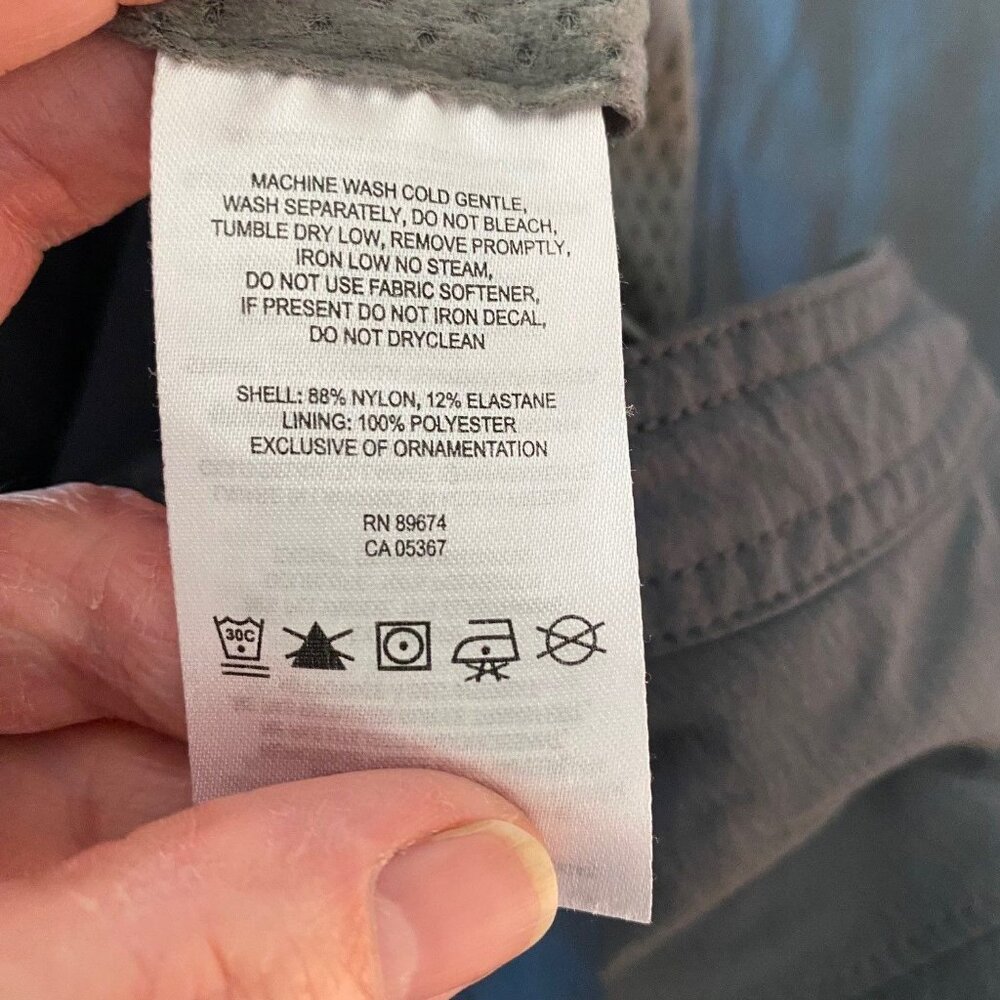 MACHINE WASH COLD GENTLE,
WASH SEPARATELY, DO NOT BLEACH,
TUMBLE DRY LOW, REMOVE PROMPTLY,
IRON LOW NO STEAM,
DO NOT USE FABRIC SOFTENER,
IF PRESENT DO NOT IRON DECAL,
DO NOT DRYCLEAN
SHELL: 88% NYLON, 12% ELASTANE
LINING: 100% POLYESTER
EXCLUSIVE OF ORNAMENTATION
RN 89674
CA 05367
30C